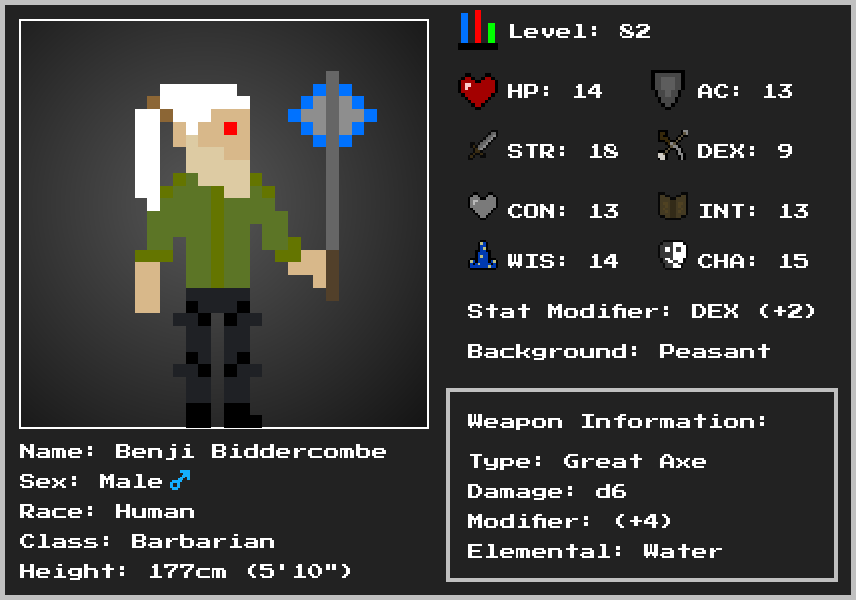 Level: 82
HP: 14 AC: 13
STR: 18 DEX: 9
CON: 13 INT: 13
WIS: 14 CHA: 15
Stat Modifier: DEX (+2)
Background: Peasant
Weapon Information:
Type: Great Axe
Damage: d6
Modifier: (+4)
Elemental: Water
Name: Benji Biddercombe
Sex: Male ♂
Race: Human
Class: Barbarian
Height: 177cm (5'10")